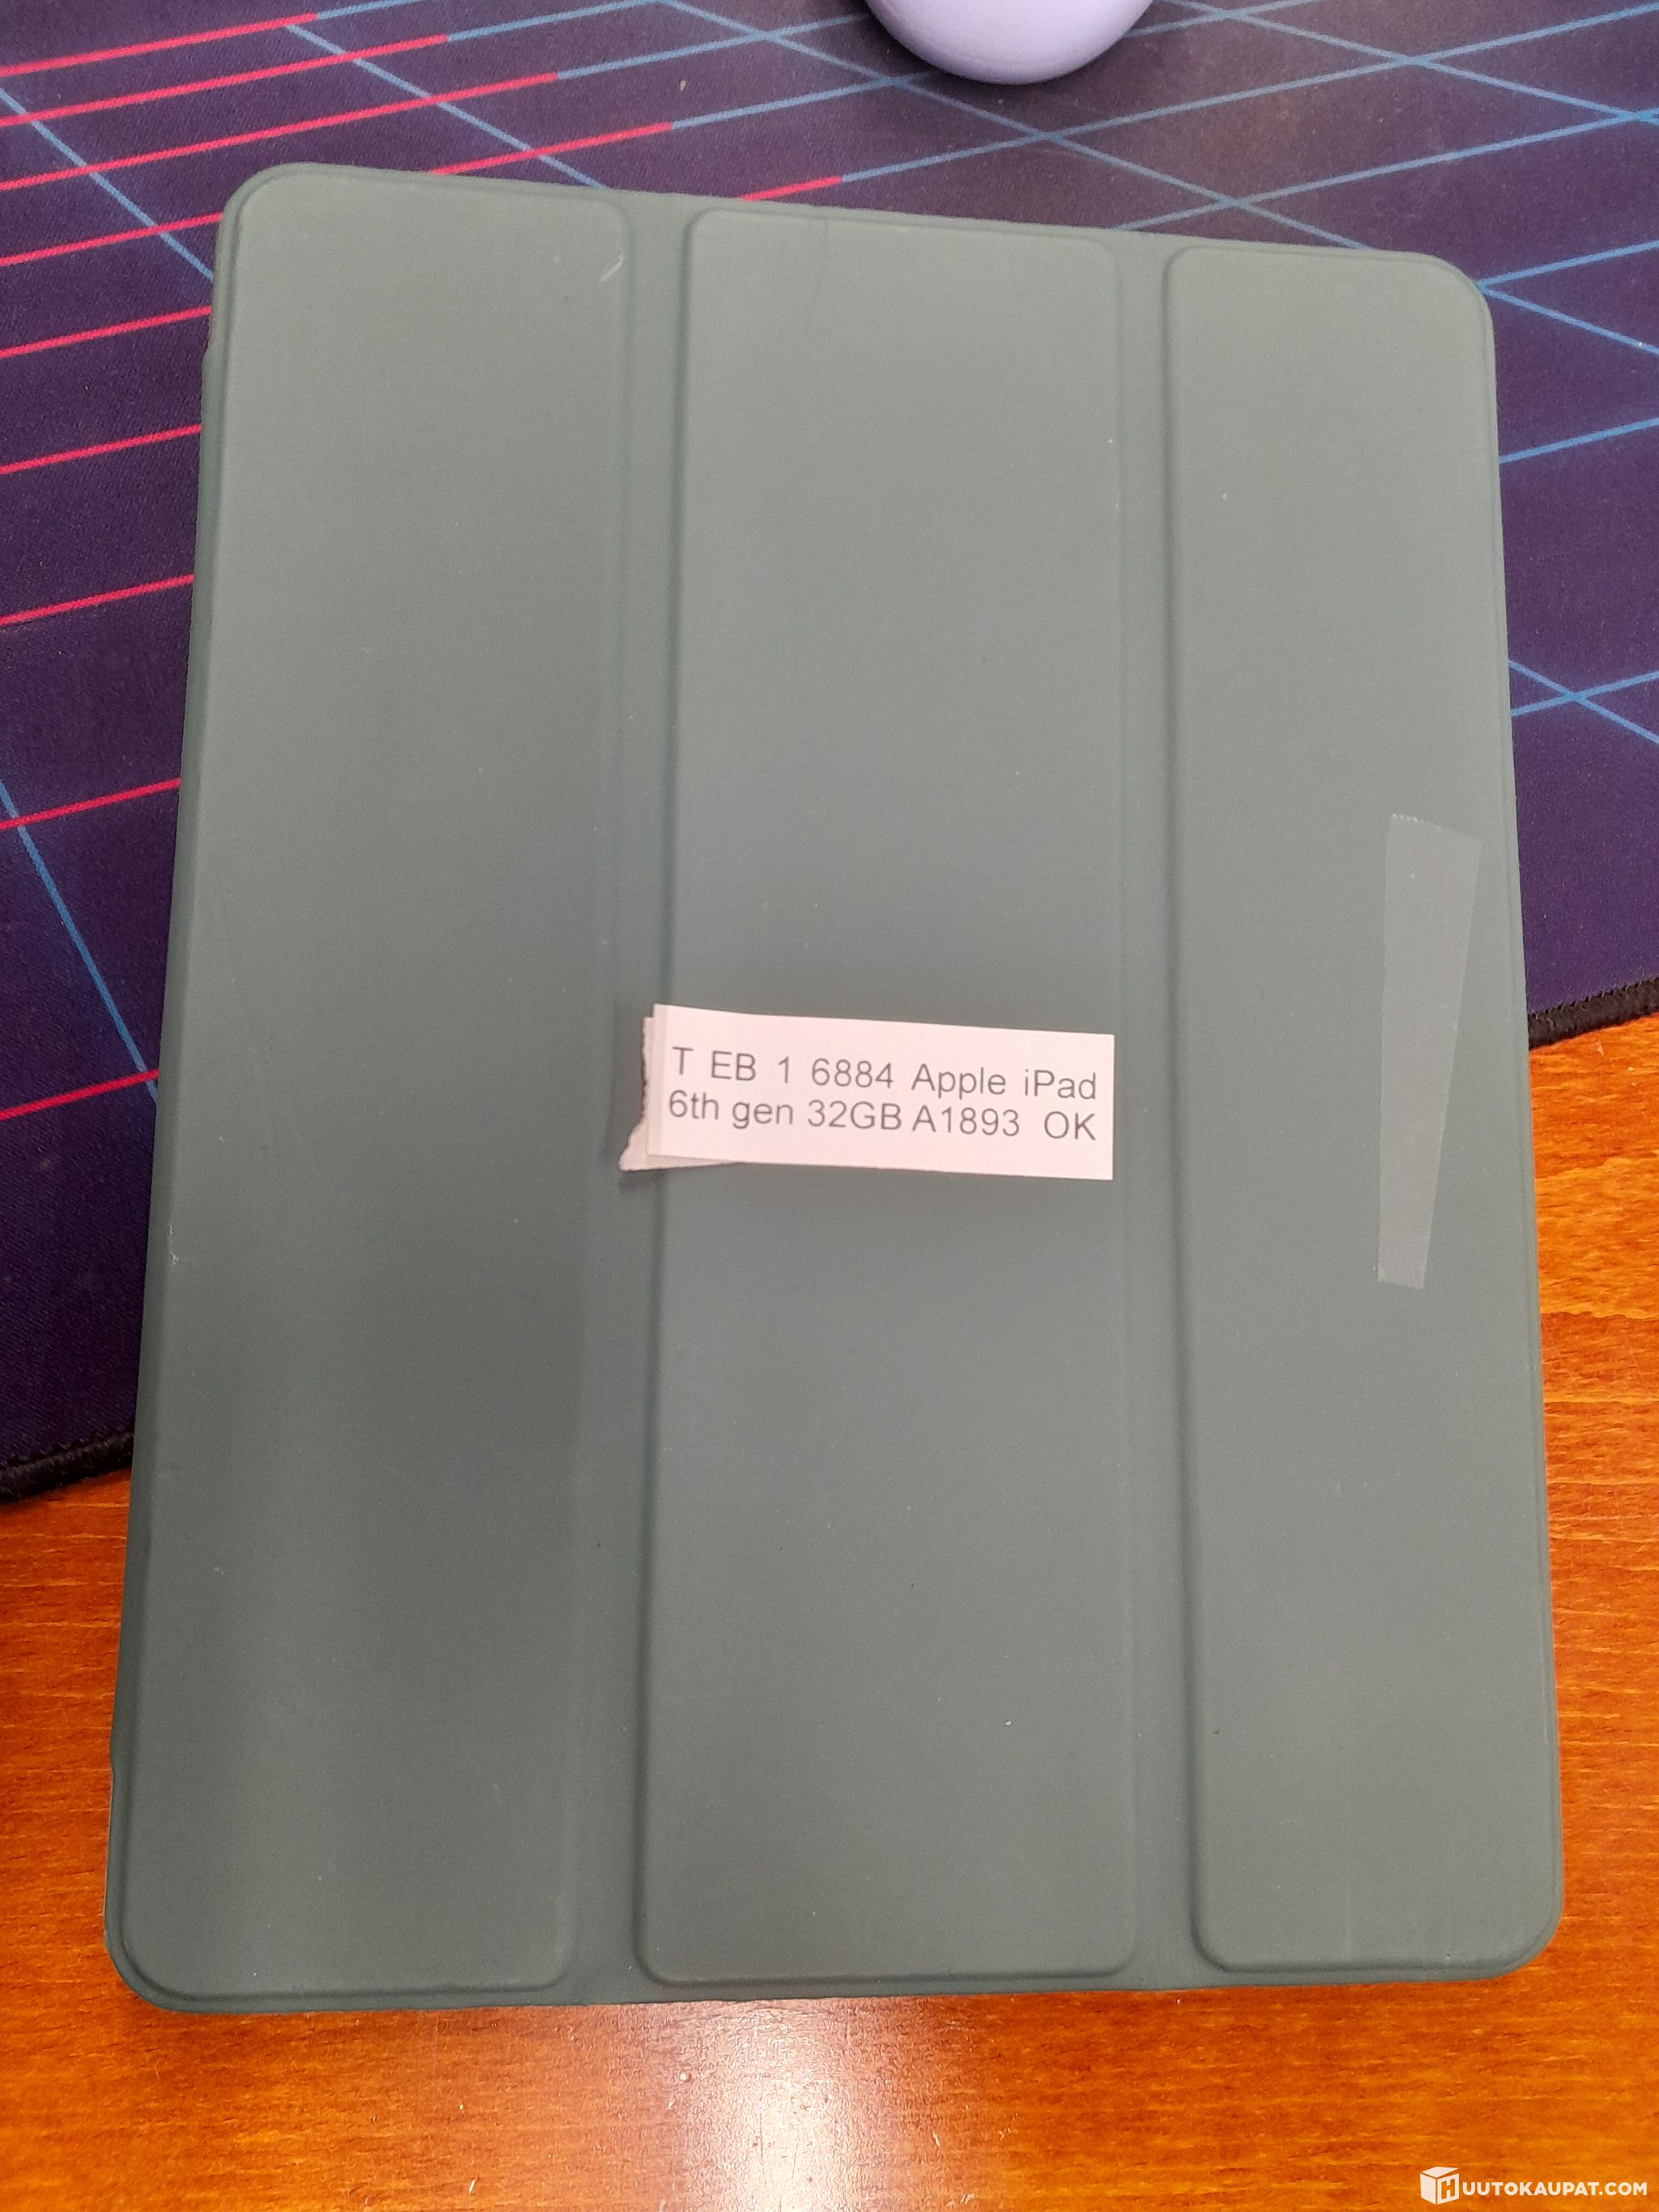 T EB 1 6884 Apple iPad
6th gen 32GB A1893 OK
HUUTOKAUPAT.COM